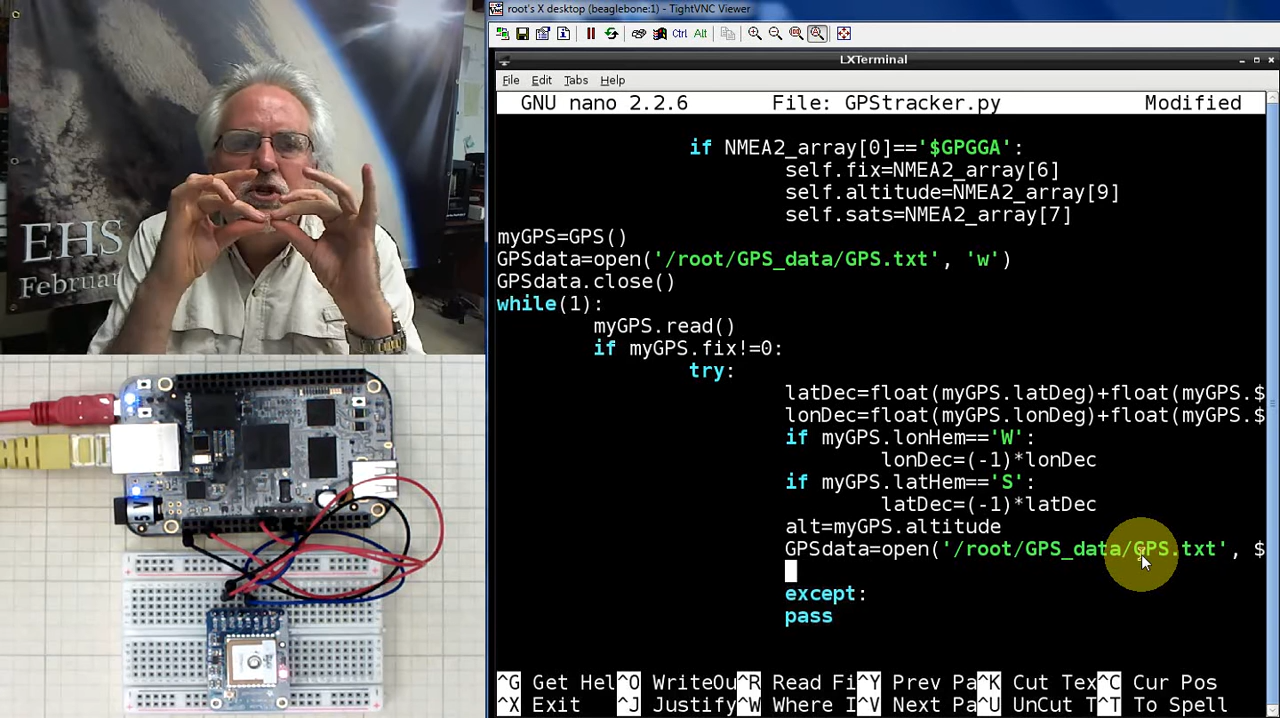 root's X desktop (beaglebone:1) - TightVNC Viewer
Ctrl Alt
LXTerminal
File Edit Tabs Help
GNU nano 2.2.6 File: GPStracker.py Modified
if NMEA2_array[0]=='$GPGGA':
self.fix=NMEA2_array[6]
self.altitude=NMEA2_array[9]
self.sats=NMEA2_array[7]
myGPS=GPS()
GPSdata=open('/root/GPS_data/GPS.txt', 'w')
GPSdata.close()
while(1):
myGPS.read()
if myGPS.fix!=0:
try:
latDec=float(myGPS.latDeg)+float(myGPS.$
lonDec=float(myGPS.lonDeg)+float(myGPS.$
if myGPS.lonHem=='W':
lonDec=(-1)*lonDec
if myGPS.latHem=='S':
latDec=(-1)*latDec
alt=myGPS.altitude
GPSdata=open('/root/GPS_data/GPS.txt', $
except:
pass
^G Get Hel^O WriteOu^R Read Fi^Y Prev Pa^K Cut Tex^C Cur Pos
^X Exit ^J Justify^W Where I^V Next Pa^U UnCut T^T To Spell
EHS
Februar
5V